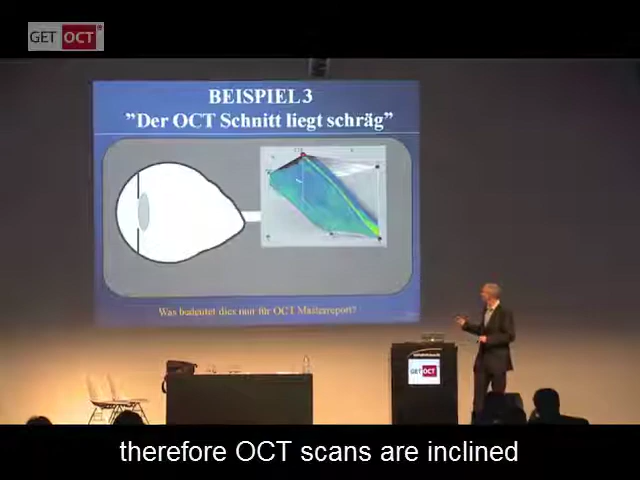 GET OCT
BEISPIEL 3
"Der OCT Schnitt liegt schräg"
Was bedeutet dies nun für OCT Musterreport?
GET OCT
therefore OCT scans are inclined